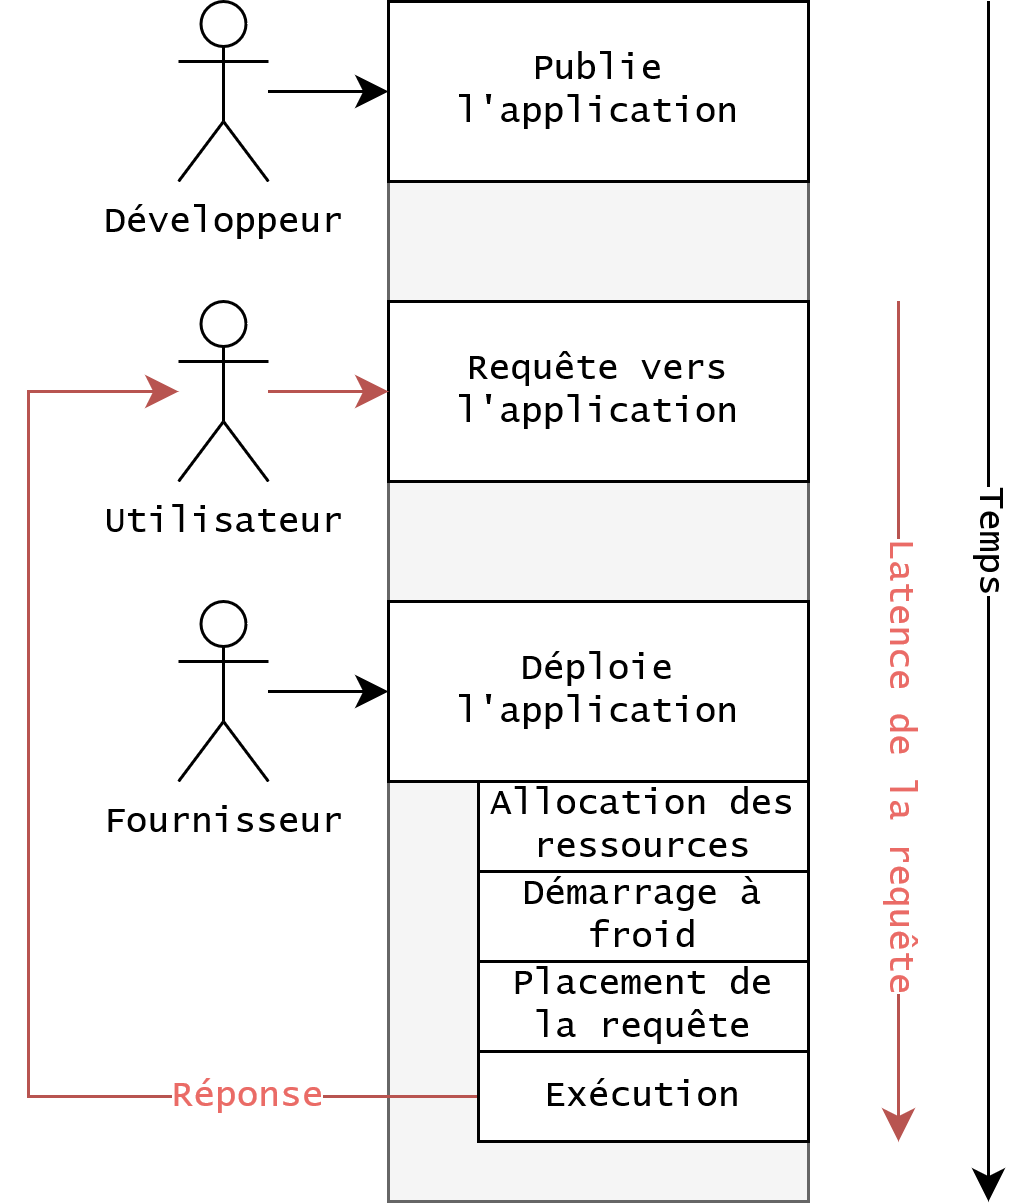 Publie
l'application
Développeur
Requête vers
l'application
Utilisateur
Déploie
l'application
Fournisseur
Allocation des
ressources
Démarrage à
froid
Placement de
la requête
Exécution
Réponse
Latence de la requête
Temps